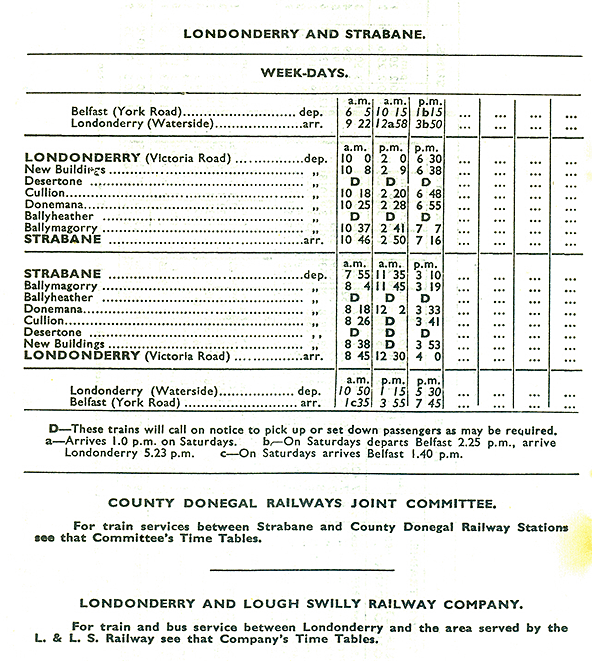 LONDONDERRY AND STRABANE.
WEEK-DAYS.
a.m. a.m. p.m.
Belfast (York Road)..............................dep. 6 5 10 15 1b15 ... ... ... ...
Londonderry (Waterside).....................arr. 9 22 12a58 3b50 ... ... ... ...
a.m. p.m. p.m.
LONDONDERRY (Victoria Road) ................dep. 10 0 2 0 6 30 ... ... ... ...
New Buildings ........................................ „ 10 8 2 9 6 38 ... ... ... ...
Desertone ........................................ „ D D D ... ... ... ...
Cullion........................................ „ 10 18 2 20 6 48 ... ... ... ...
Donemana........................................ „ 10 25 2 28 6 55 ... ... ... ...
Ballyheather ........................................ „ D D D ... ... ... ...
Ballymagorry ........................................ „ 10 37 2 41 7 7 ... ... ... ...
STRABANE ........................................arr. 10 46 2 50 7 16 ... ... ... ...
a.m. a.m. p.m.
STRABANE ........................................dep. 7 55 11 35 3 10 ... ... ... ...
Ballymagorry ........................................ „ 8 4 11 45 3 19 ... ... ... ...
Ballyheather ........................................ „ D D D ... ... ... ...
Donemana........................................ „ 8 18 12 2 3 33 ... ... ... ...
Cullion........................................ „ 8 26 D 3 41 ... ... ... ...
Desertone ........................................ „ D D D ... ... ... ...
New Buildings ........................................ „ 8 38 D 3 53 ... ... ... ...
LONDONDERRY (Victoria Road) ................arr. 8 45 12 30 4 0 ... ... ... ...
a.m. p.m. p.m.
Londonderry (Waterside).....................dep. 10 50 1 15 5 30 ... ... ... ...
Belfast (York Road)............................ arr. 1c35 3 55 7 45 ... ... ... ...
D—These trains will call on notice to pick up or set down passengers as may be required.
a—Arrives 1.0 p.m. on Saturdays. b—On Saturdays departs Belfast 2.25 p.m., arrive
Londonderry 5.23 p.m. c—On Saturdays arrives Belfast 1.40 p.m.
COUNTY DONEGAL RAILWAYS JOINT COMMITTEE.
For train services between Strabane and County Donegal Railway Stations
see that Committee's Time Tables.
LONDONDERRY AND LOUGH SWILLY RAILWAY COMPANY.
For train and bus service between Londonderry and the area served by the
L. & L. S. Railway see that Company's Time Tables.